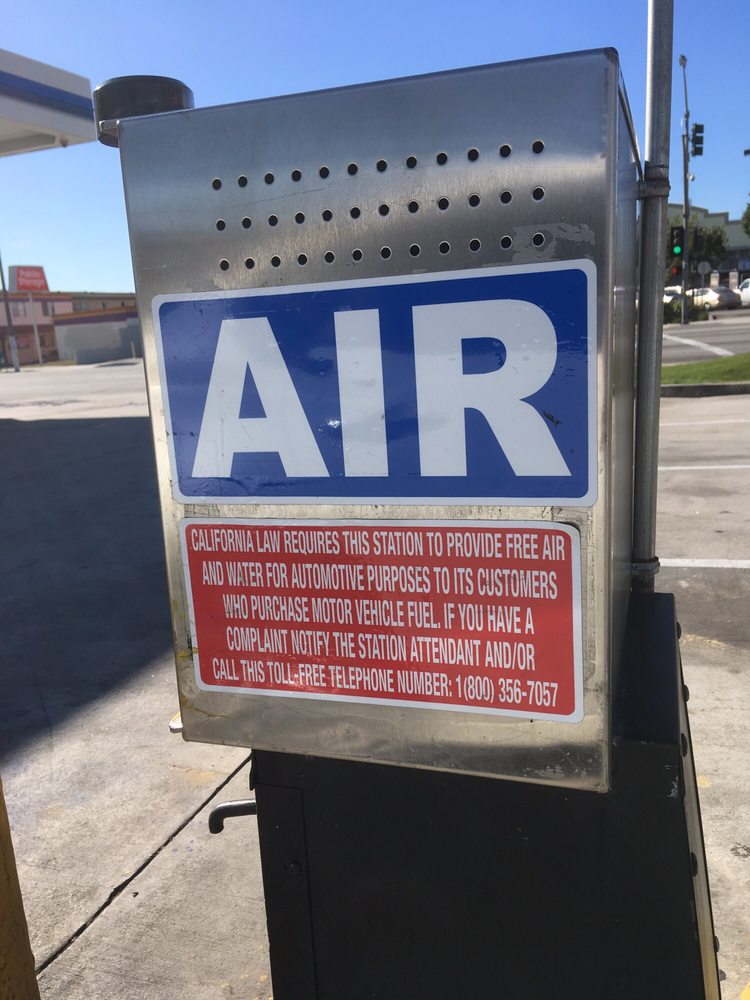 Public
Storage
AIR
CALIFORNIA LAW REQUIRES THIS STATION TO PROVIDE FREE AIR
AND WATER FOR AUTOMOTIVE PURPOSES TO ITS CUSTOMERS
WHO PURCHASE MOTOR VEHICLE FUEL. IF YOU HAVE A
COMPLAINT NOTIFY THE STATION ATTENDANT AND/OR
CALL THIS TOLL-FREE TELEPHONE NUMBER: 1(800) 356-7057